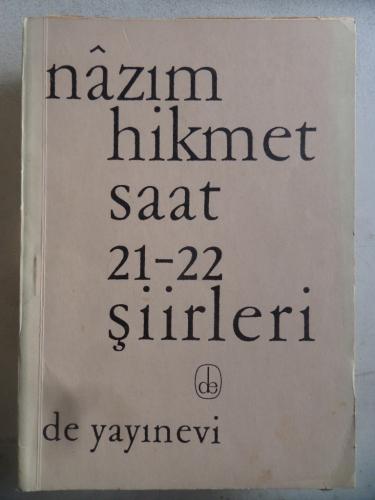 nâzım
hikmet
saat
21-22
şiirleri
de
de yayınevi